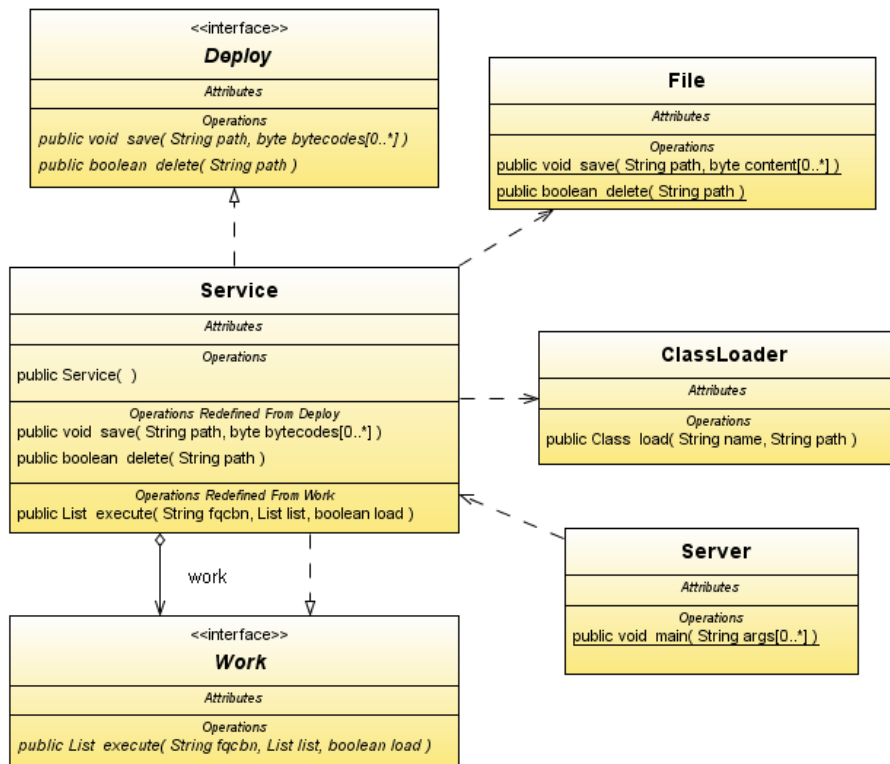 <<interface>>
Deploy
Attributes
Operations
public void save( String path, byte bytecodes[0..*] )
public boolean delete( String path )
File
Attributes
Operations
public void save( String path, byte content[0..*] )
public boolean delete( String path )
Service
Attributes
Operations
public Service( )
Operations Redefined From Deploy
public void save( String path, byte bytecodes[0..*] )
public boolean delete( String path )
Operations Redefined From Work
public List execute( String fqcbn, List list, boolean load )
ClassLoader
Attributes
Operations
public Class load( String name, String path )
Server
Attributes
Operations
public void main( String args[0..*] )
work
<<interface>>
Work
Attributes
Operations
public List execute( String fqcbn, List list, boolean load )